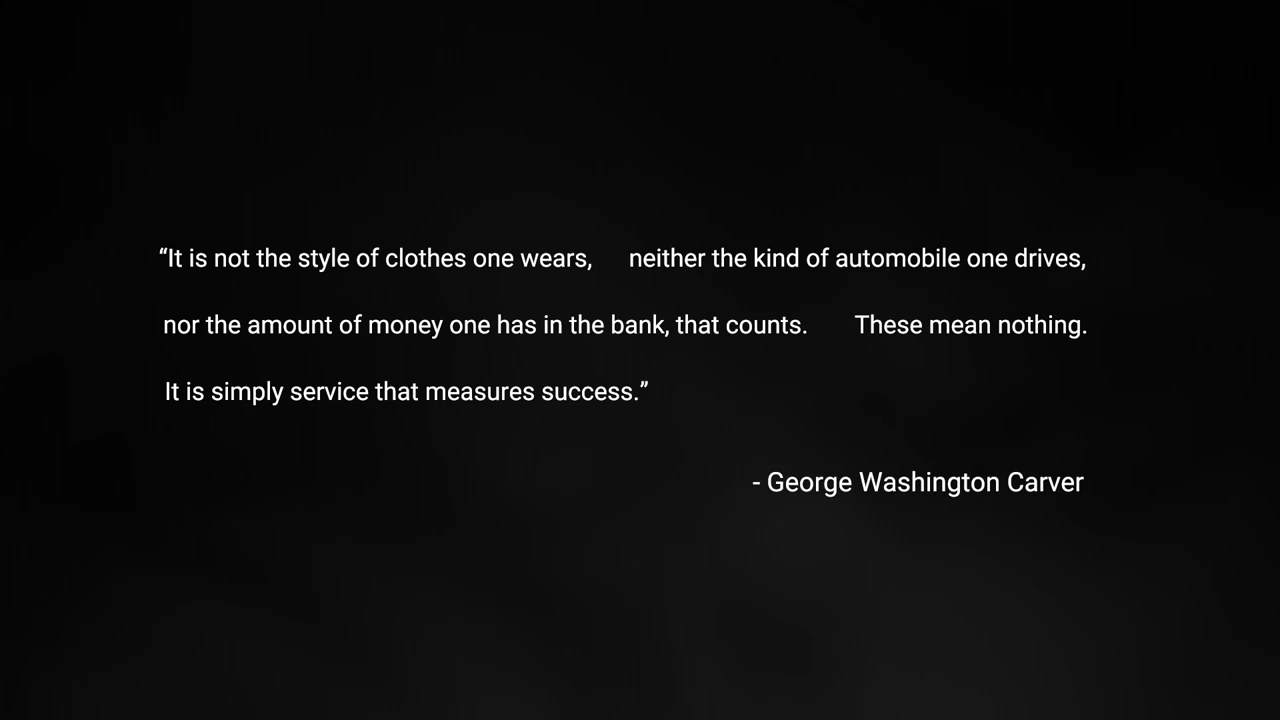 “It is not the style of clothes one wears, neither the kind of automobile one drives,
nor the amount of money one has in the bank, that counts. These mean nothing.
It is simply service that measures success.”
- George Washington Carver